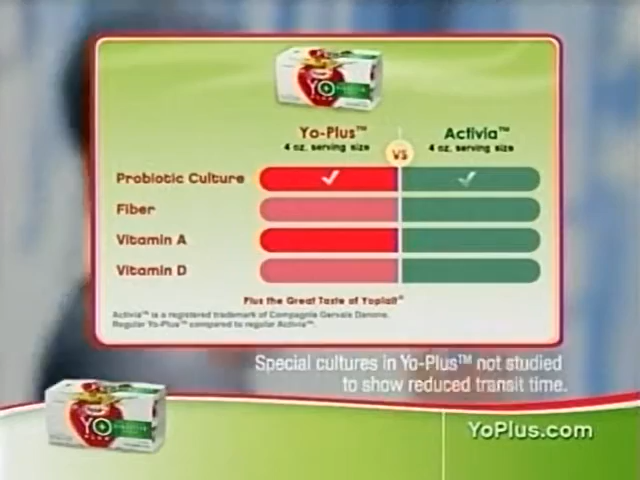 Yo-Plus™
4 oz. serving size
VS
Activia™
4 oz. serving size
Probiotic Culture
Fiber
Vitamin A
Vitamin D
Plus the Great Taste of Yoplait®
Activia™ is a registered trademark of Compagnie Gervais Danone.
Regular Yo-Plus™ compared to regular Activia™.
Special cultures in Yo-Plus™ not studied
to show reduced transit time.
YO
PLUS
YoPlus.com